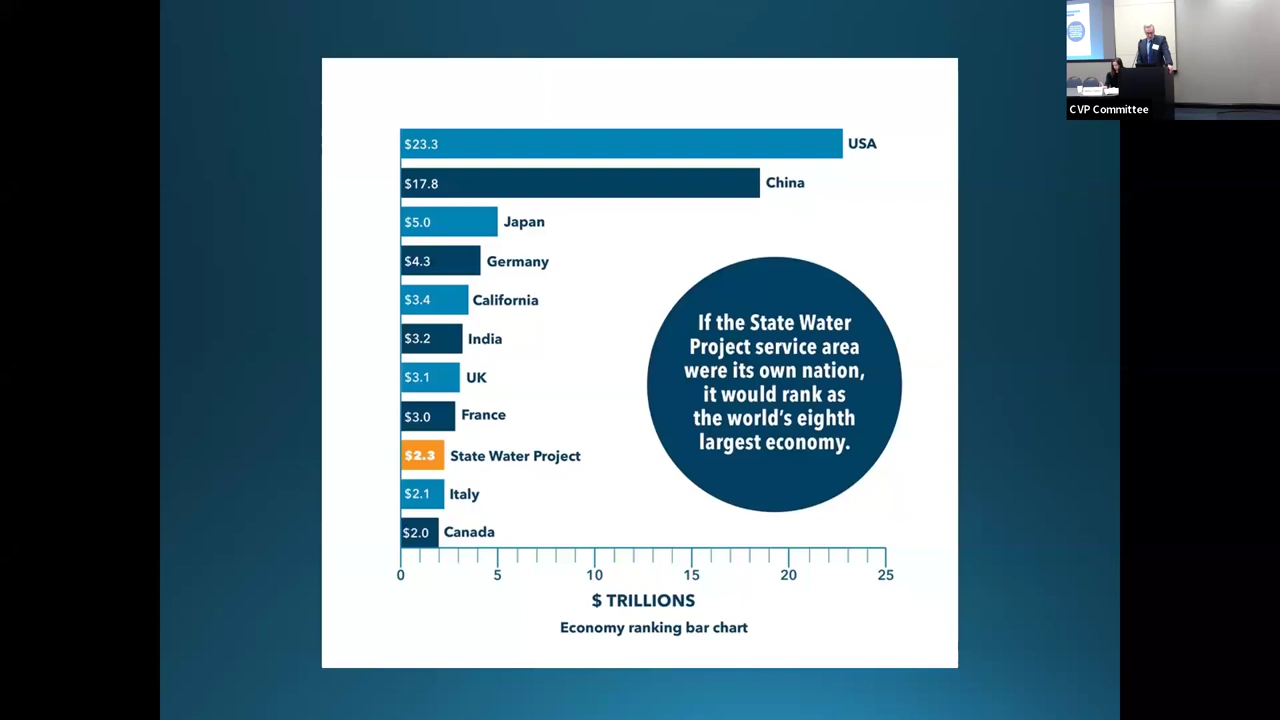 CVP Committee
$23.3 USA
$17.8 China
$5.0 Japan
$4.3 Germany
$3.4 California
$3.2 India
$3.1 UK
$3.0 France
$2.3 State Water Project
$2.1 Italy
$2.0 Canada
If the State Water
Project service area
were its own nation,
it would rank as
the world's eighth
largest economy.
0 5 10 15 20 25
$ TRILLIONS
Economy ranking bar chart